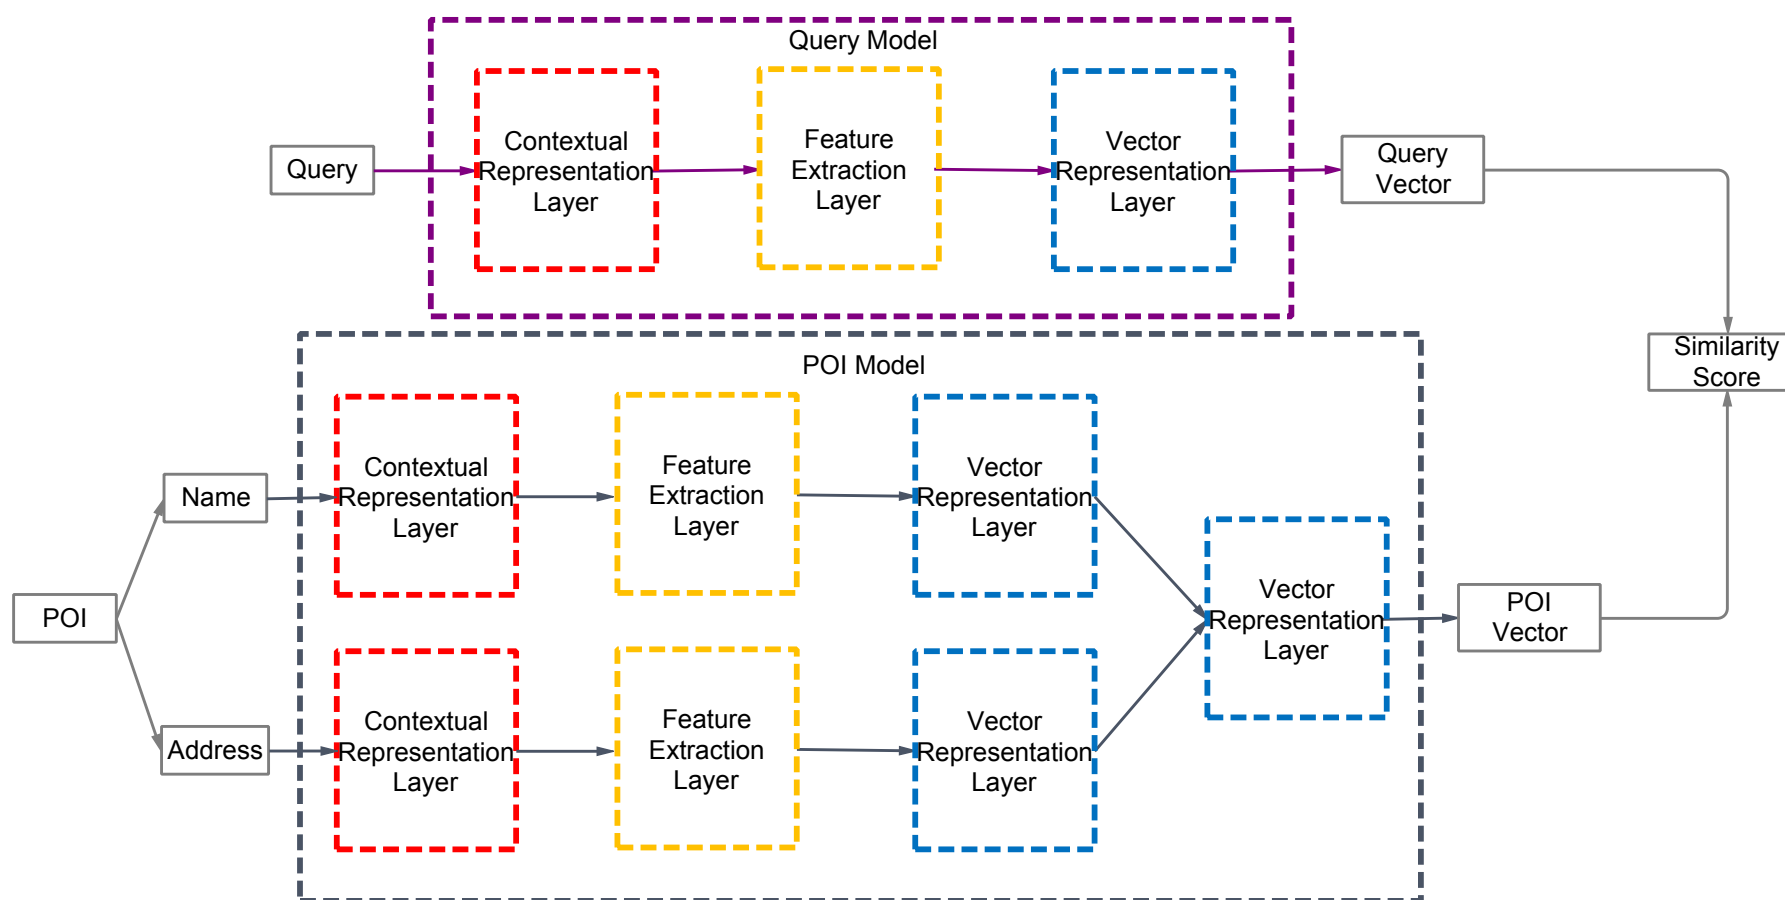 Query Model
Query
Contextual
Representation
Layer
Feature
Extraction
Layer
Vector
Representation
Layer
Query
Vector
Similarity
Score
POI Model
POI
Name
Contextual
Representation
Layer
Feature
Extraction
Layer
Vector
Representation
Layer
Address
Contextual
Representation
Layer
Feature
Extraction
Layer
Vector
Representation
Layer
Vector
Representation
Layer
POI
Vector